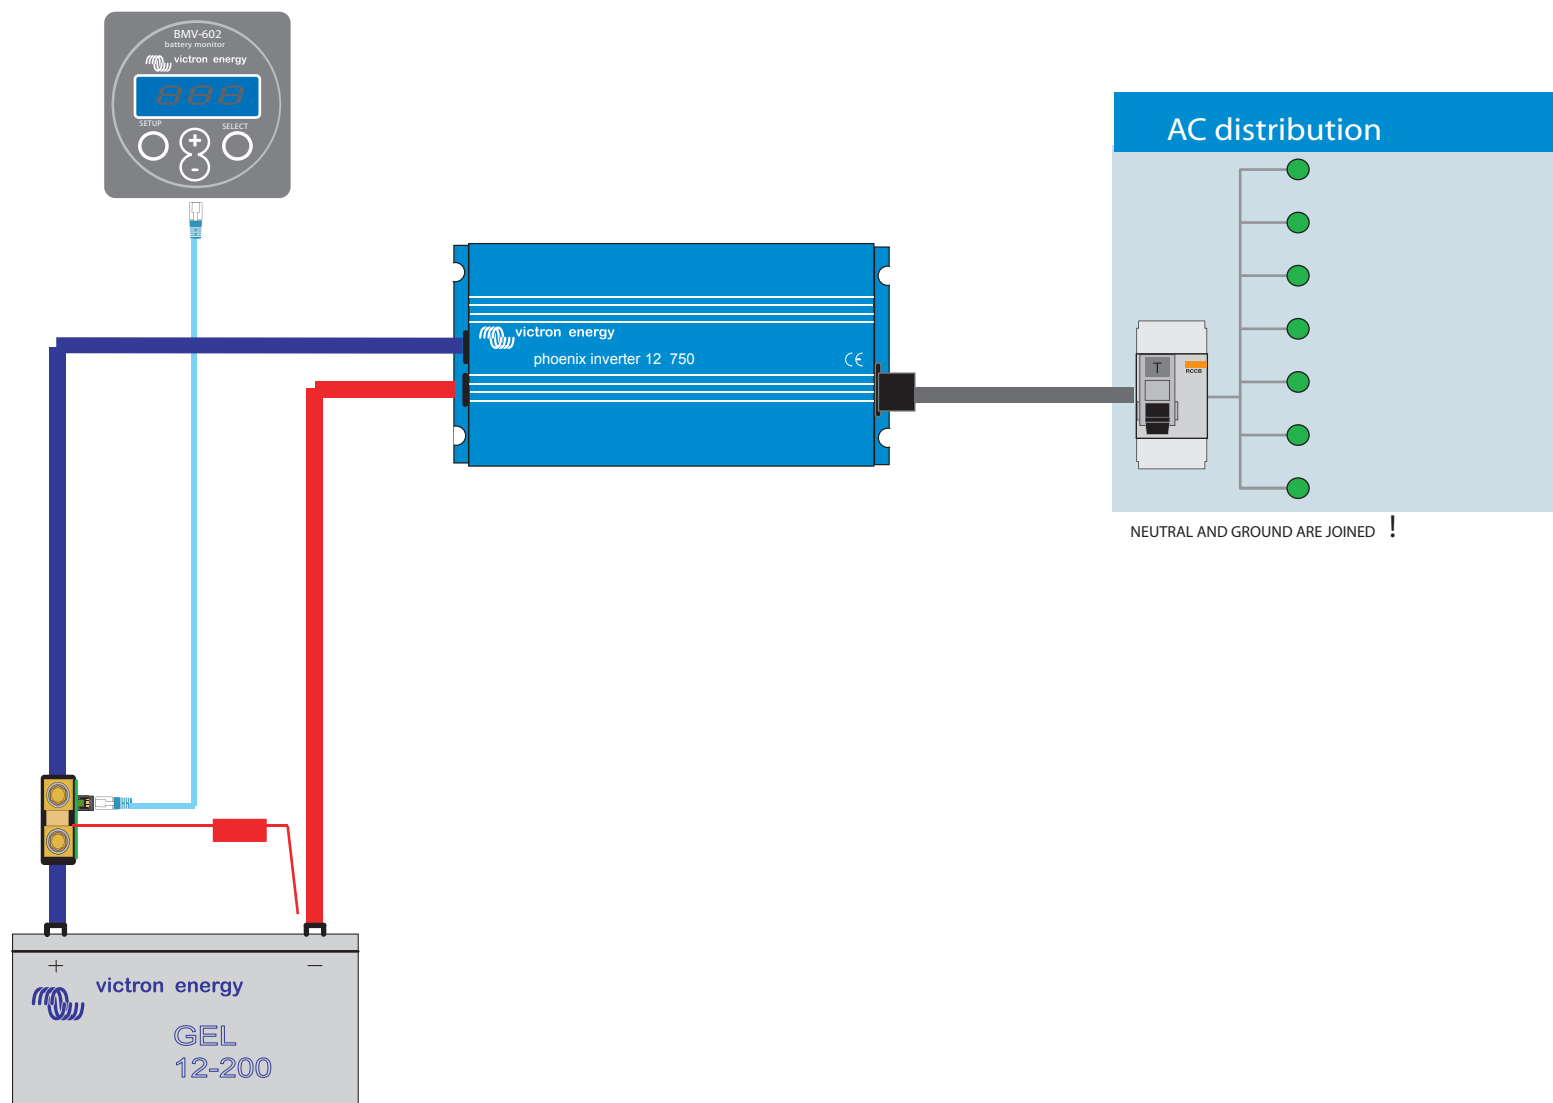 BMV-602
battery monitor
victron energy
888
SETUP
SELECT
+
-
AC distribution
victron energy
phoenix inverter 12 750
CE
T
RCCB
NEUTRAL AND GROUND ARE JOINED !
+ −
victron energy
GEL
12-200